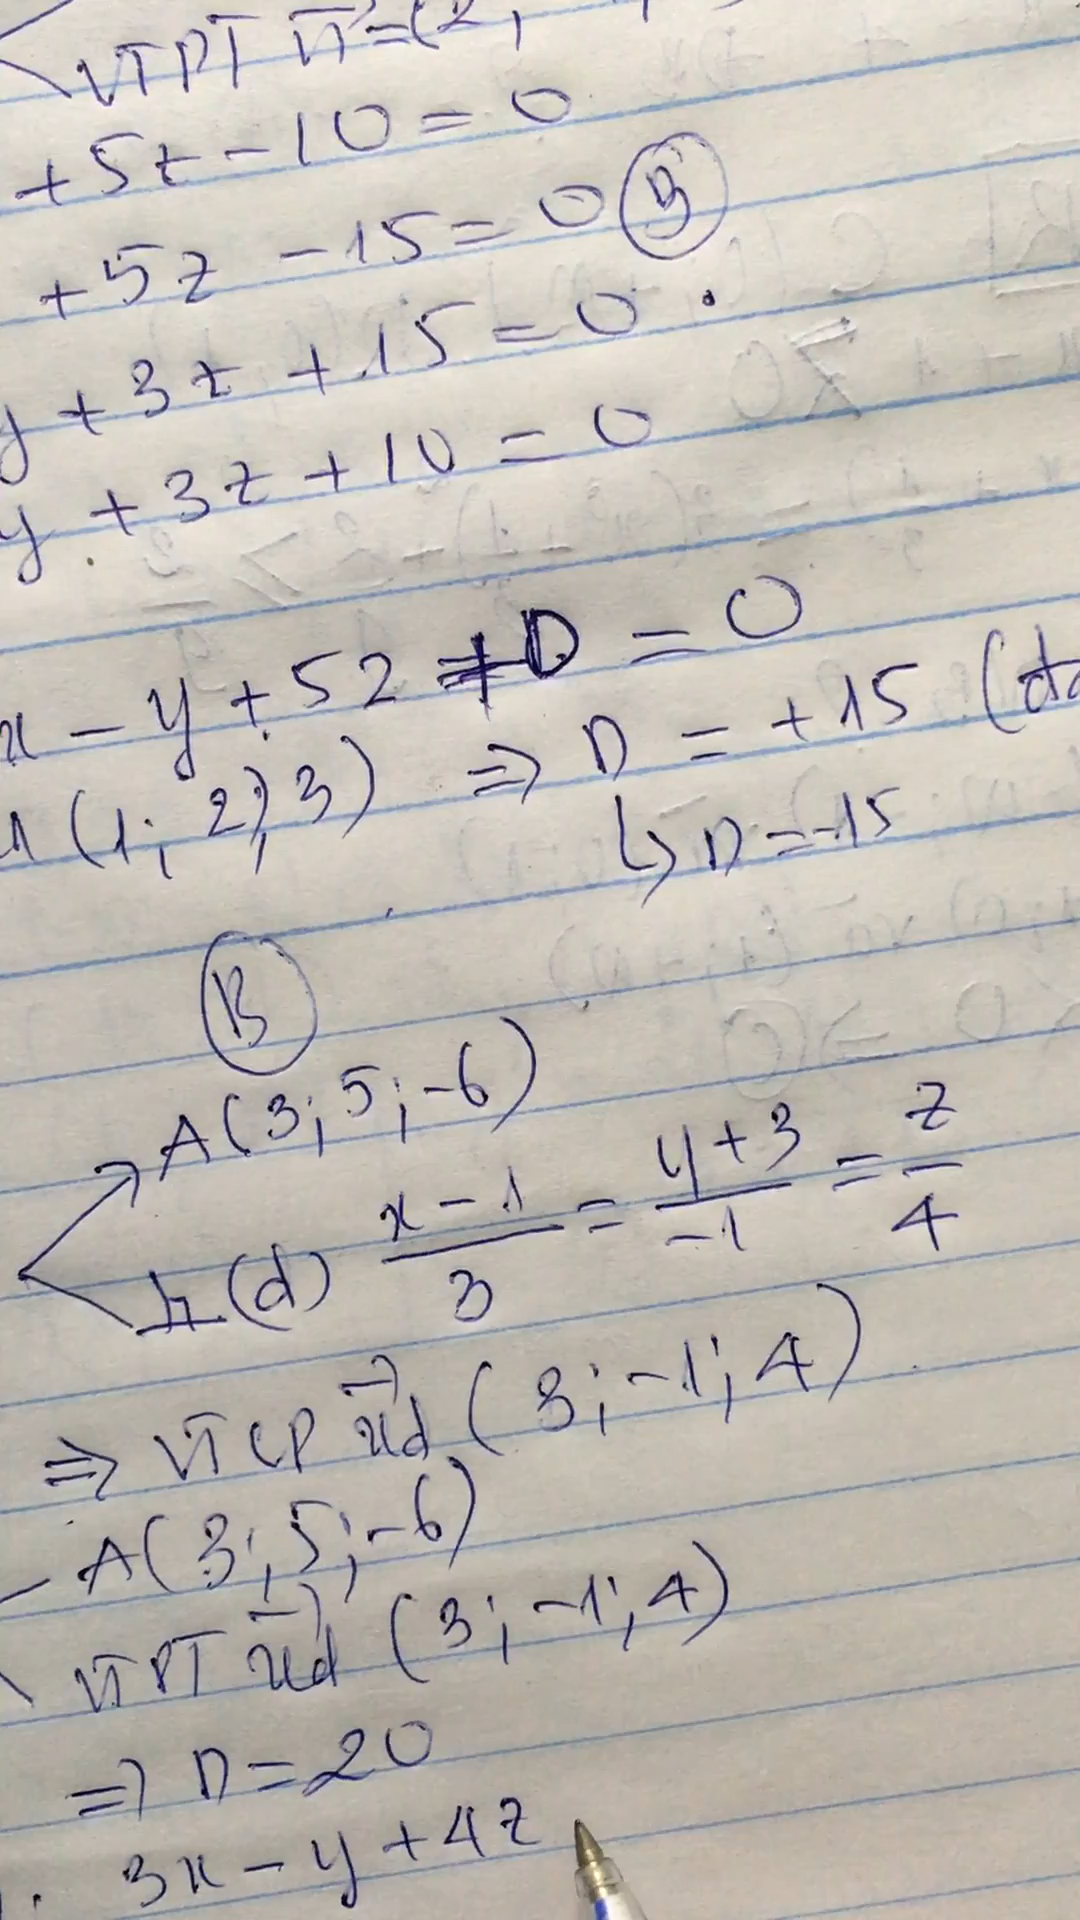 VTPT n = (2;
+5z - 10 = 0
+5z - 15 = 0 (B)
y + 3z + 15 = 0
y + 3z + 10 = 0
x - y + 5z + D = 0
(1; 2; 3) => D = +15
↳ D = -15
(B)
A(3; 5; -6)
⊥ (d) x - 1 / 3 = y + 3 / -1 = z / 4
=> VTCP ud (3; -1; 4)
A(3; 5; -6)
VTPT ud (3; -1; 4)
=> D = 20
3x - y + 4z